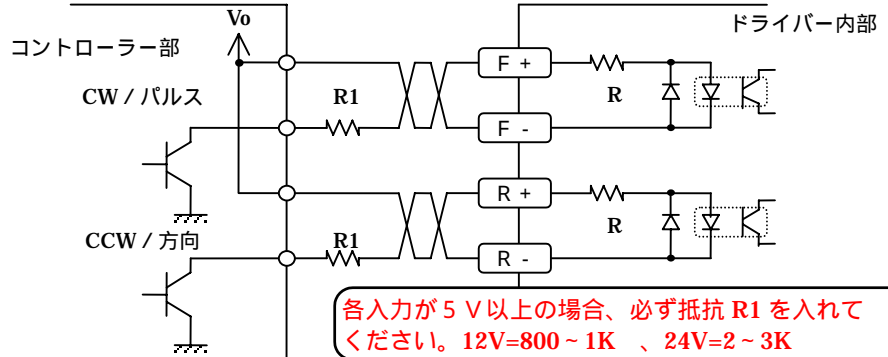 Vo
ドライバー内部
コントローラー部
F +
CW / パルス
R1
R
F -
R +
CCW / 方向
R1
R
R -
各入力が５Ｖ以上の場合、必ず抵抗 R1 を入れて
ください。12V=800 ~ 1K 、24V=2 ~ 3K